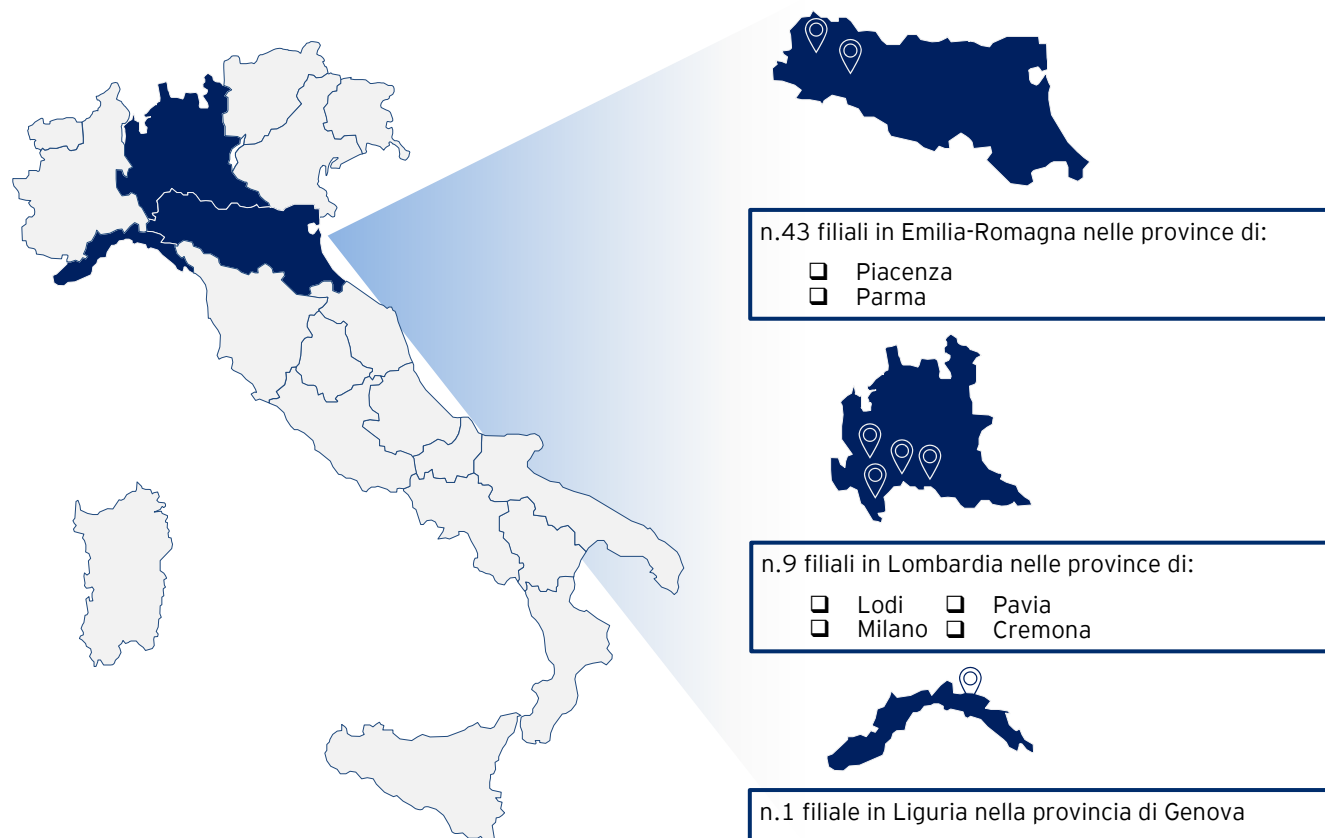 n.43 filiali in Emilia-Romagna nelle province di:
❑ Piacenza
❑ Parma
n.9 filiali in Lombardia nelle province di:
❑ Lodi ❑ Pavia
❑ Milano ❑ Cremona
n.1 filiale in Liguria nella provincia di Genova